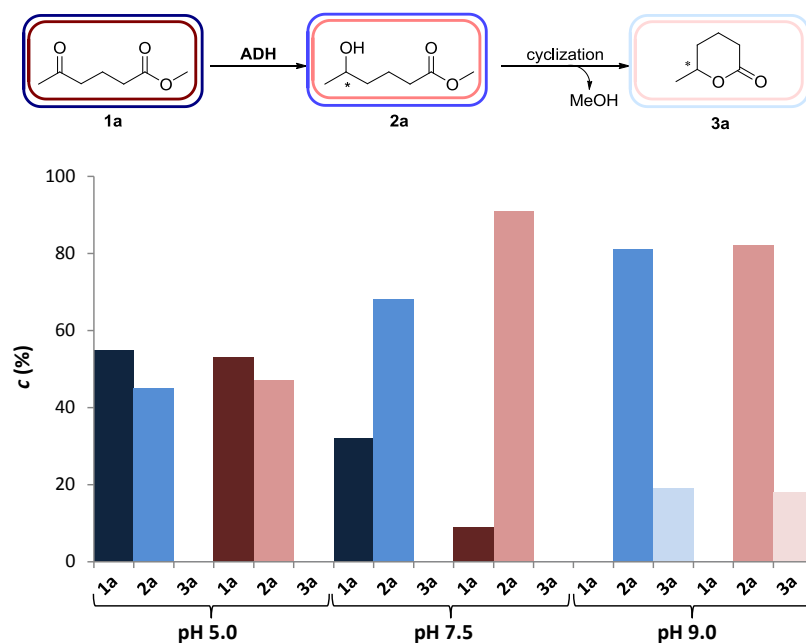 O O
O
1a
ADH
OH O
O
*
2a
cyclization
MeOH
*
O O
3a
c (%)
100
80
60
40
20
0
1a 2a 3a 1a 2a 3a 1a 2a 3a 1a 2a 3a 1a 2a 3a 1a 2a 3a
pH 5.0 pH 7.5 pH 9.0